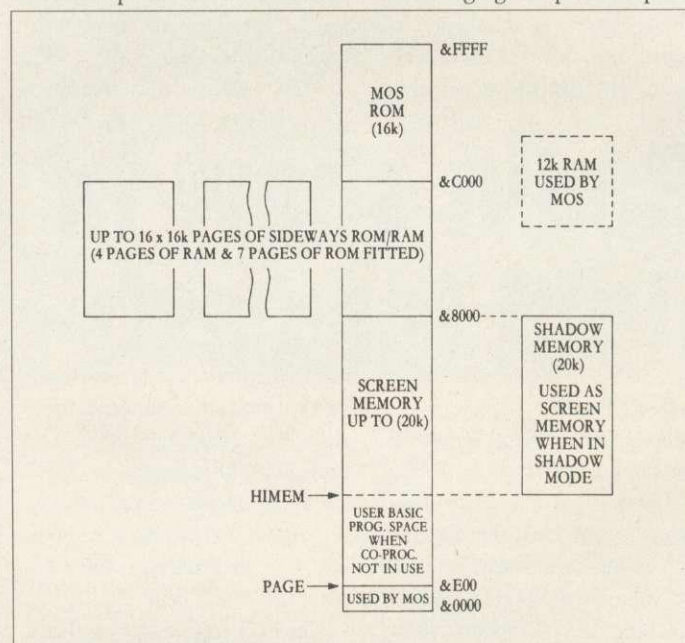 &FFFF
MOS
ROM
(16k)
12k RAM
USED BY
MOS
&C000
UP TO 16 x 16k PAGES OF SIDEWAYS ROM/RAM
(4 PAGES OF RAM & 7 PAGES OF ROM FITTED)
&8000
SHADOW
MEMORY
(20k)
USED AS
SCREEN
MEMORY
WHEN IN
SHADOW
MODE
SCREEN
MEMORY
UP TO (20k)
HIMEM
USER BASIC
PROG. SPACE
WHEN
CO-PROC.
NOT IN USE
PAGE
&E00
USED BY MOS
&0000